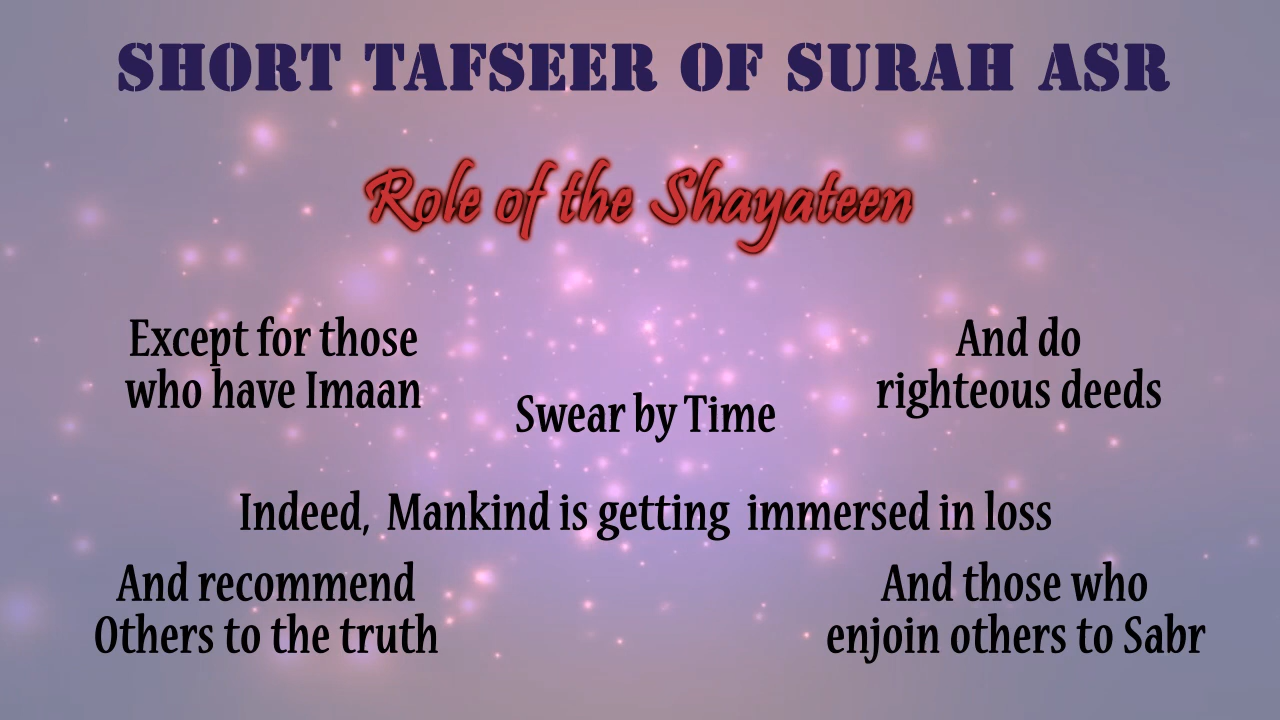 SHORT TAFSEER OF SURAH ASR
Role of the Shayateen
Except for those
who have Imaan
And do
righteous deeds
Swear by Time
Indeed, Mankind is getting immersed in loss
And recommend
Others to the truth
And those who
enjoin others to Sabr